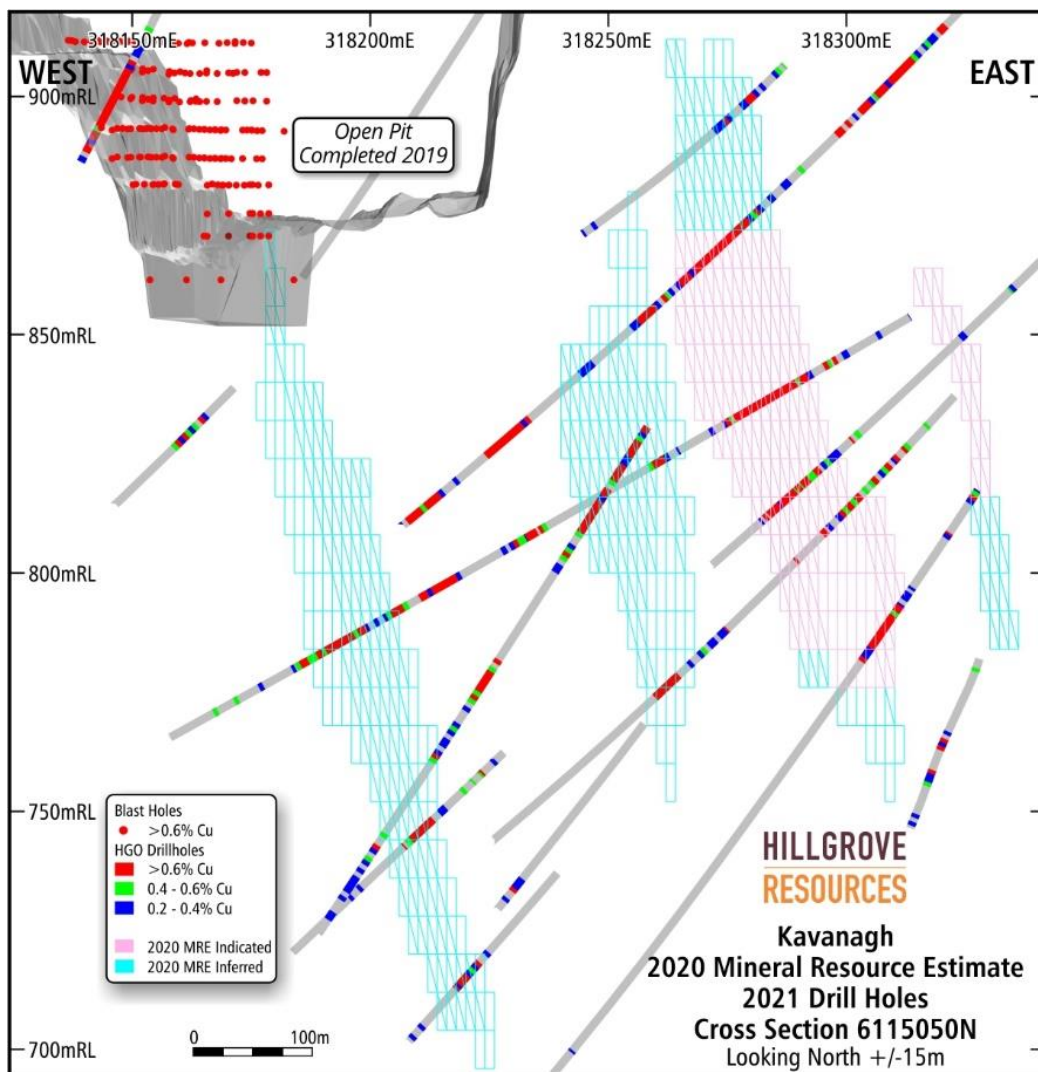 318150mE
318200mE
318250mE
318300mE
WEST
EAST
900mRL
Open Pit
Completed 2019
850mRL
800mRL
750mRL
Blast Holes
>0.6% Cu
HGO Drillholes
>0.6% Cu
0.4 - 0.6% Cu
0.2 - 0.4% Cu
2020 MRE Indicated
2020 MRE Inferred
HILLGROVE
RESOURCES
Kavanagh
2020 Mineral Resource Estimate
2021 Drill Holes
Cross Section 6115050N
Looking North +/-15m
0
100m
700mRL